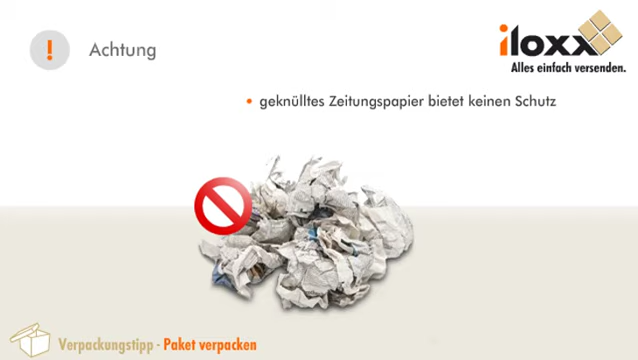 !
Achtung
iloxx
Alles einfach versenden.
geknülltes Zeitungspapier bietet keinen Schutz
Verpackungstipp - Paket verpacken